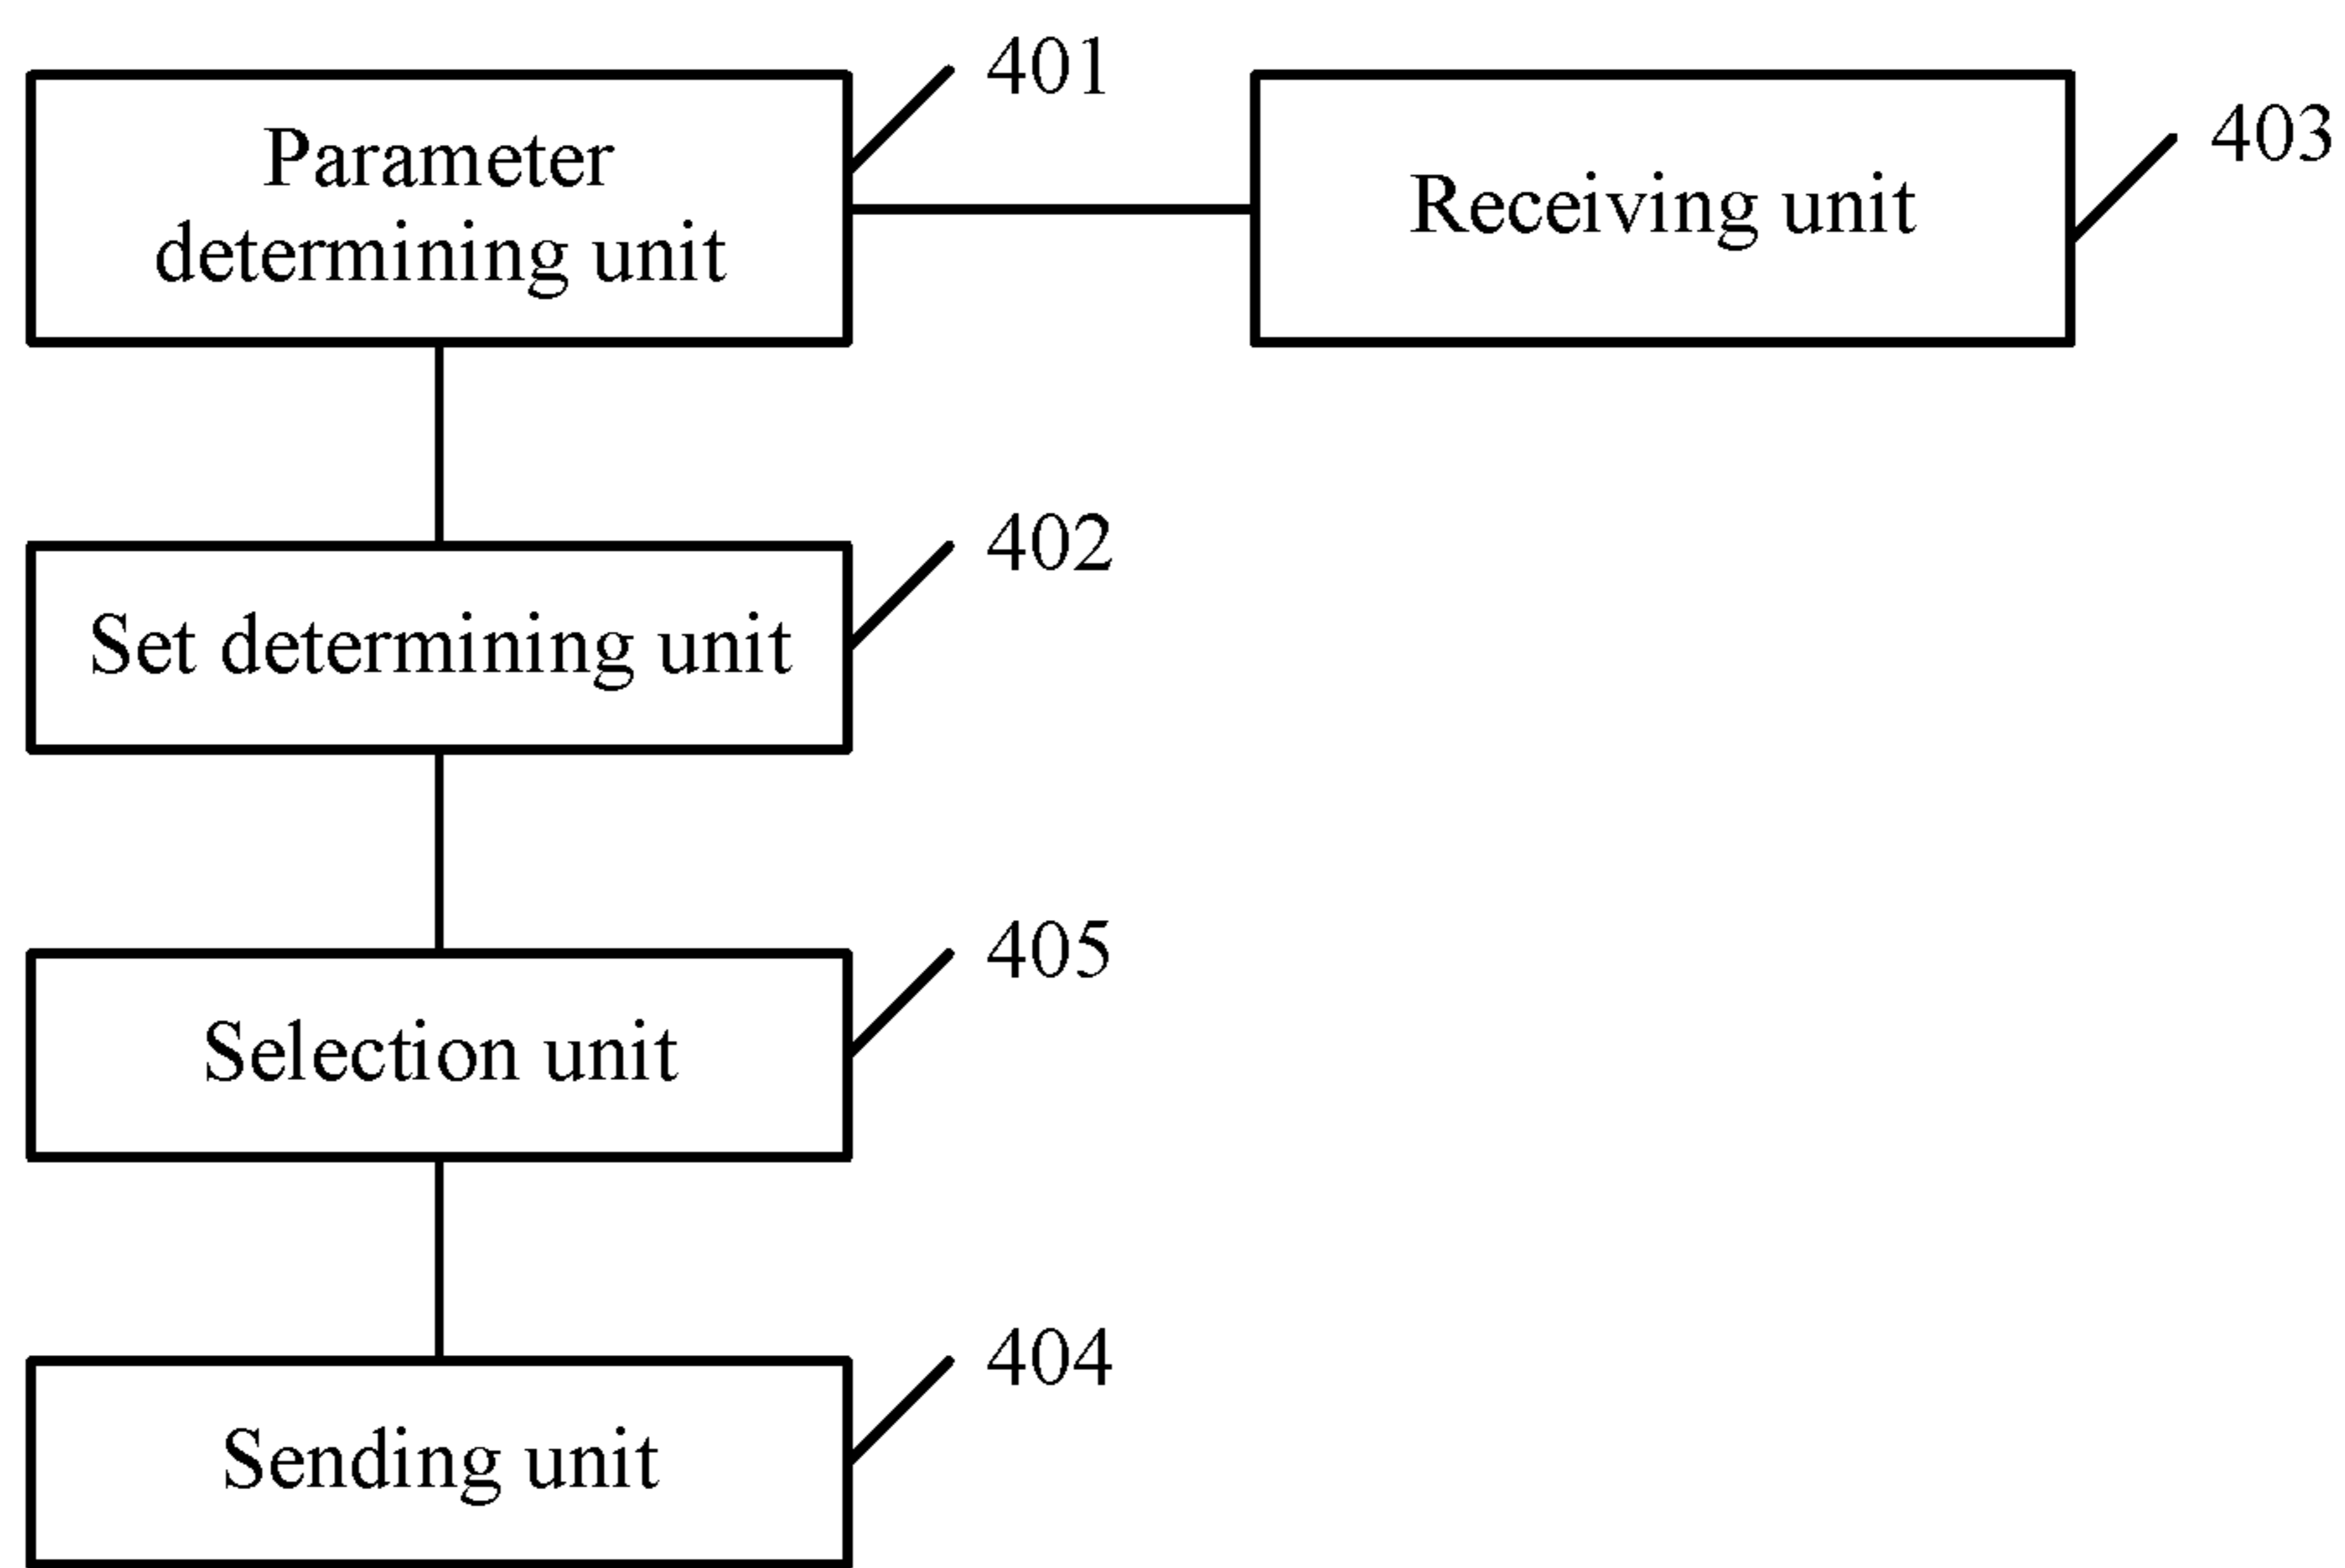 Parameter
determining unit
401
Receiving unit
403
Set determining unit
402
Selection unit
405
Sending unit
404